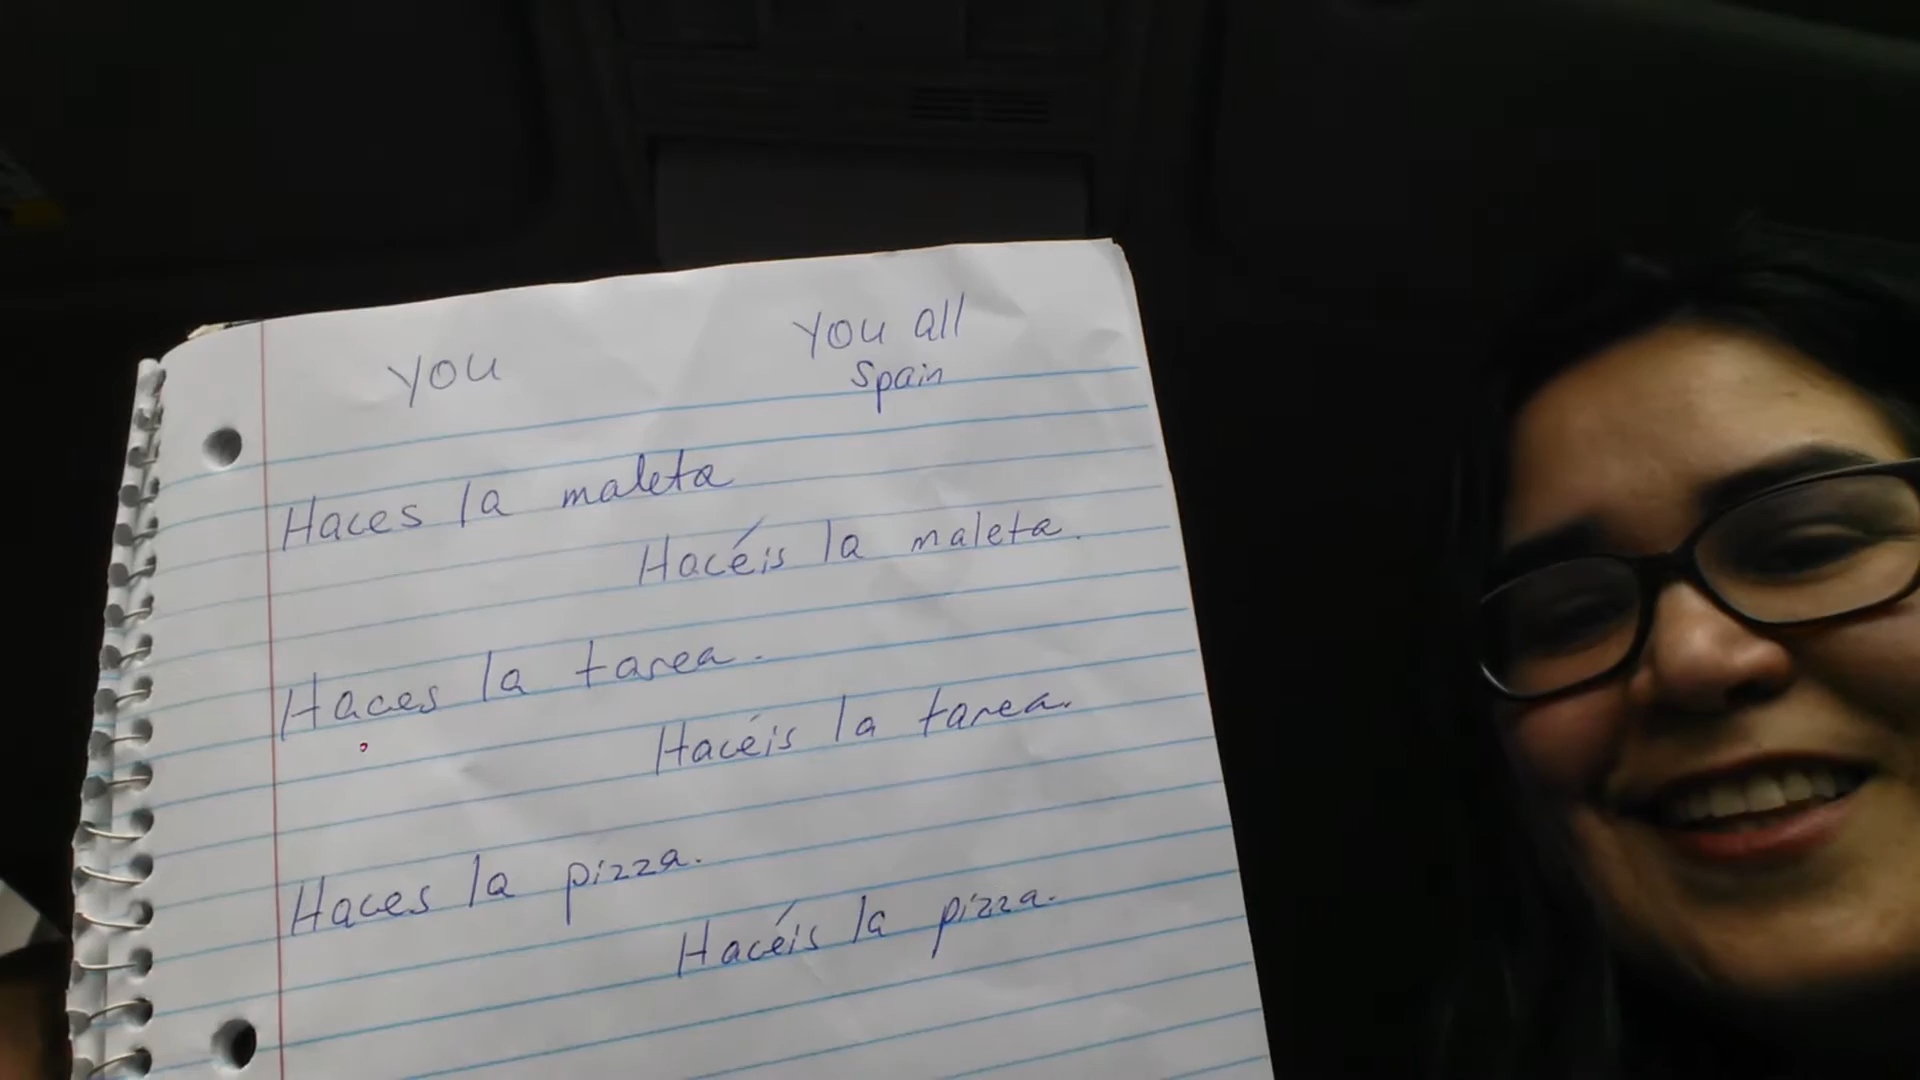 you
you all
Spain
Haces la maleta
Hacéis la maleta.
Haces la tarea.
Hacéis la tarea.
Haces la pizza.
Hacéis la pizza.